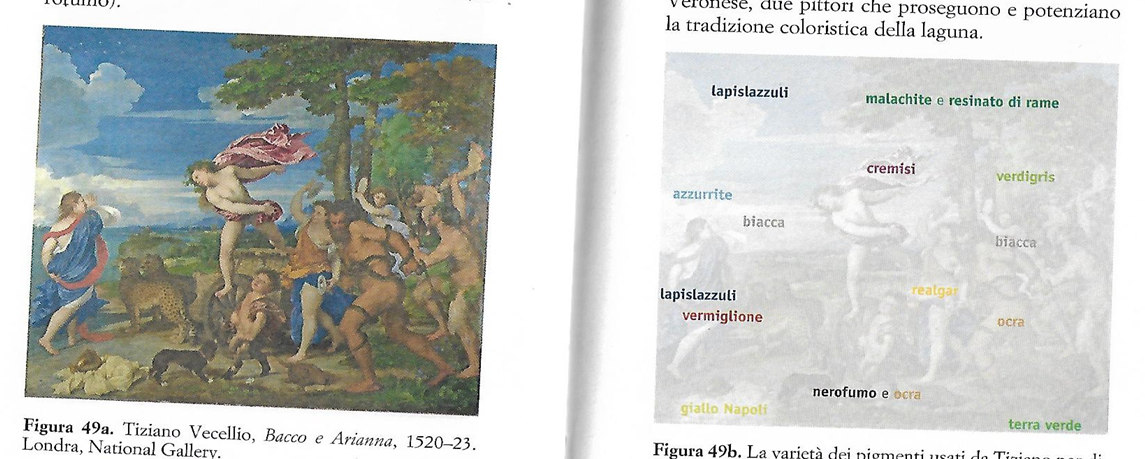 Figura 49a. Tiziano Vecellio, Bacco e Arianna, 1520–23.
Londra, National Gallery.
Veronese, due pittori che proseguono e potenziano
la tradizione coloristica della laguna.
lapislazzuli
malachite e resinato di rame
cremisi
verdigris
azzurrite
biacca
biacca
realgar
lapislazzuli
vermiglione
ocra
nerofumo e ocra
giallo Napoli
terra verde
Figura 49b. La varietà dei pigmenti usati da Tiziano per di-